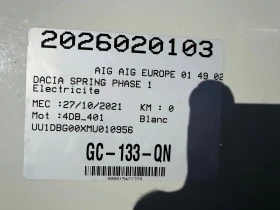 2026020103
AIG AIG EUROPE 01 49 02
DACIA SPRING PHASE 1
Electricite
MEC :27/10/2021 KM : 0
Mot :4DB_401 Blanc
UU1DBG00XMU010956
GC-133-QN